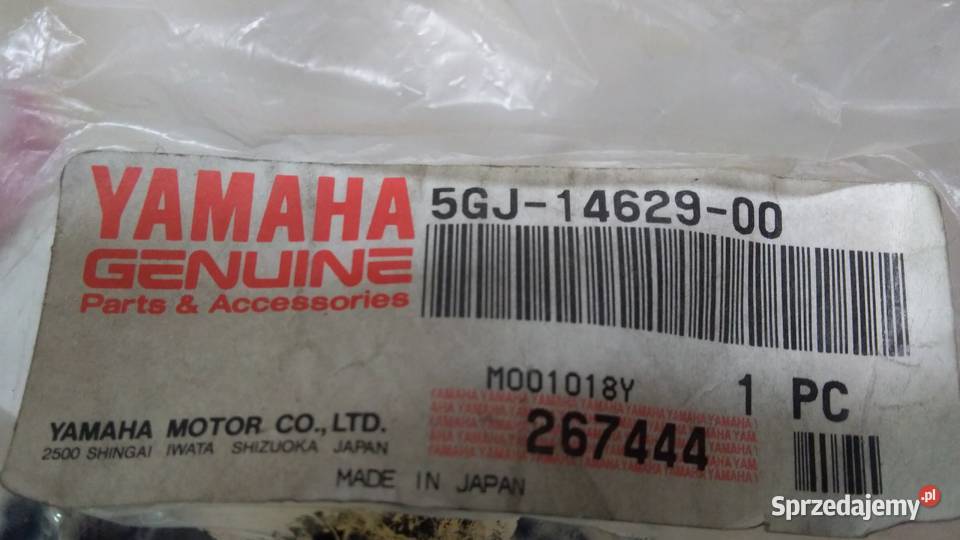 YAMAHA
GENUINE
Parts & Accessories
5GJ-14629-00
M001018Y
1 PC
267444
YAMAHA MOTOR CO.,LTD.
2500 SHINGAI IWATA SHIZUOKA JAPAN
MADE IN JAPAN
Sprzedajemy.pl